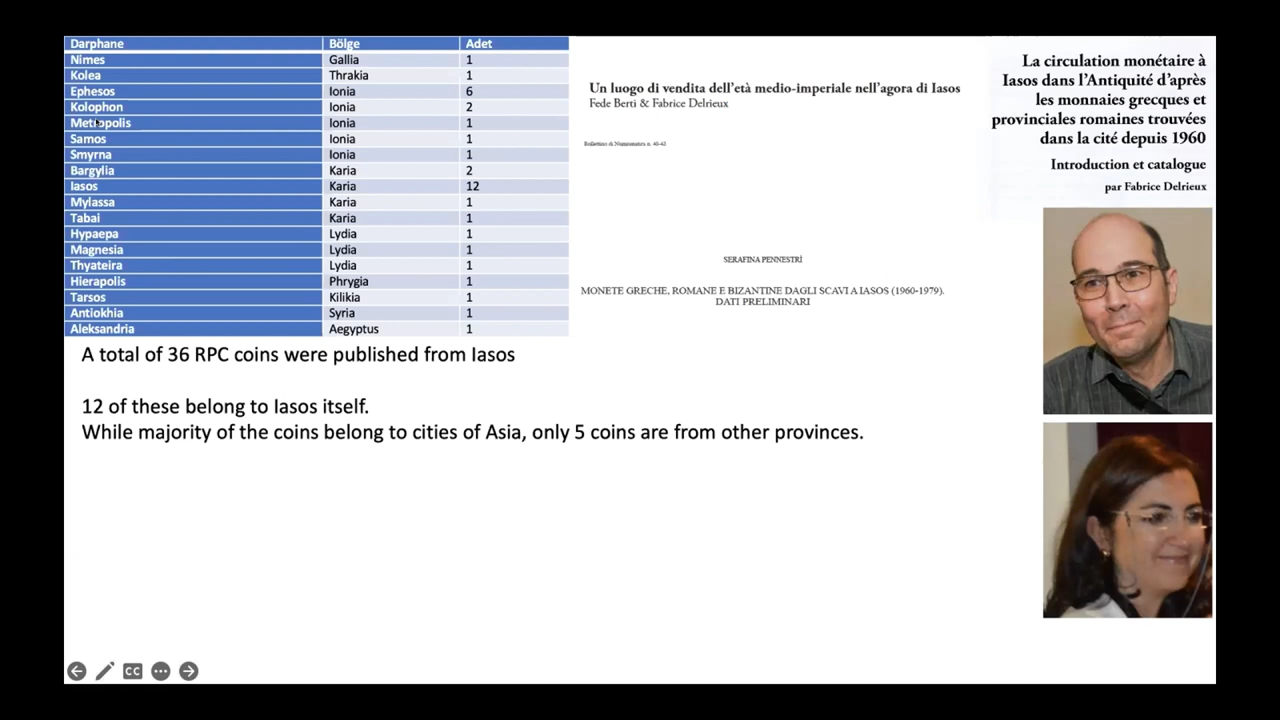 Darphane Bölge Adet
Nimes Gallia 1
Kolea Thrakia 1
Ephesos Ionia 6
Kolophon Ionia 2
Metropolis Ionia 1
Samos Ionia 1
Smyrna Ionia 1
Bargylia Karia 2
Iasos Karia 12
Mylassa Karia 1
Tabai Karia 1
Hypaepa Lydia 1
Magnesia Lydia 1
Thyateira Lydia 1
Hierapolis Phrygia 1
Tarsos Kilikia 1
Antiokhia Syria 1
Aleksandria Aegyptus 1
A total of 36 RPC coins were published from Iasos
12 of these belong to Iasos itself.
While majority of the coins belong to cities of Asia, only 5 coins are from other provinces.
Un luogo di vendita dell'età medio-imperiale nell'agora di Iasos
Fede Berti & Fabrice Delrieux
Bollettino di Numismatica n. 40-43
SERAFINA PENNESTRÌ
MONETE GRECHE, ROMANE E BIZANTINE DAGLI SCAVI A IASOS (1960-1979).
DATI PRELIMINARI
La circulation monétaire à
Iasos dans l'Antiquité d'après
les monnaies grecques et
provinciales romaines trouvées
dans la cité depuis 1960
Introduction et catalogue
par Fabrice Delrieux
CC